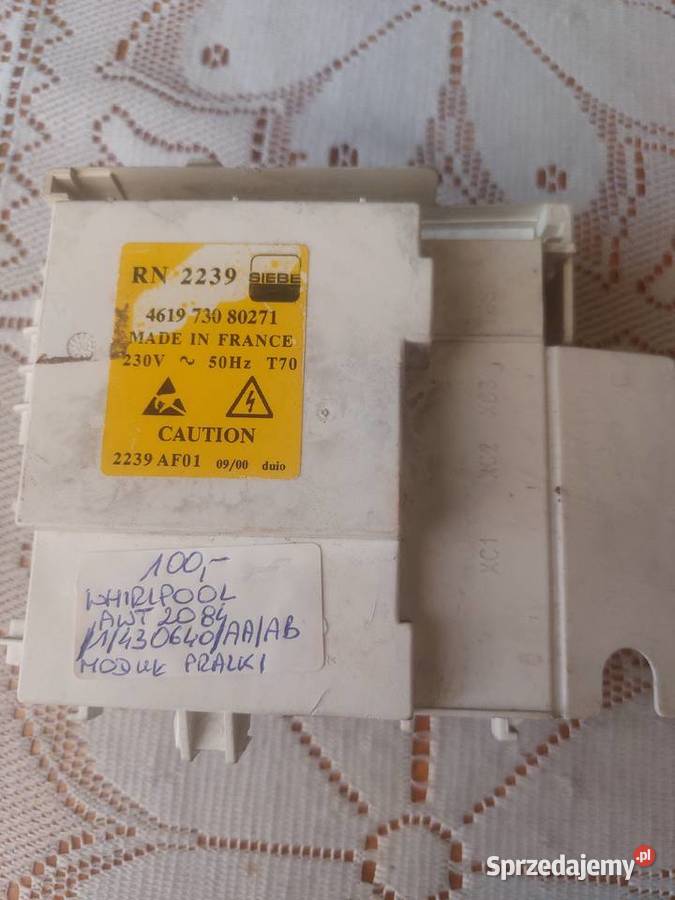 RN 2239 SIEBE
4619 730 80271
MADE IN FRANCE
230V ~ 50Hz T70
CAUTION
2239 AF01 09/00 duio
XC3
XC2
XC1
100,-
WHIRLPOOL
AWT 2084
/1/430640/AA/AB
MODUŁ PRALKI
Sprzedajemy.pl